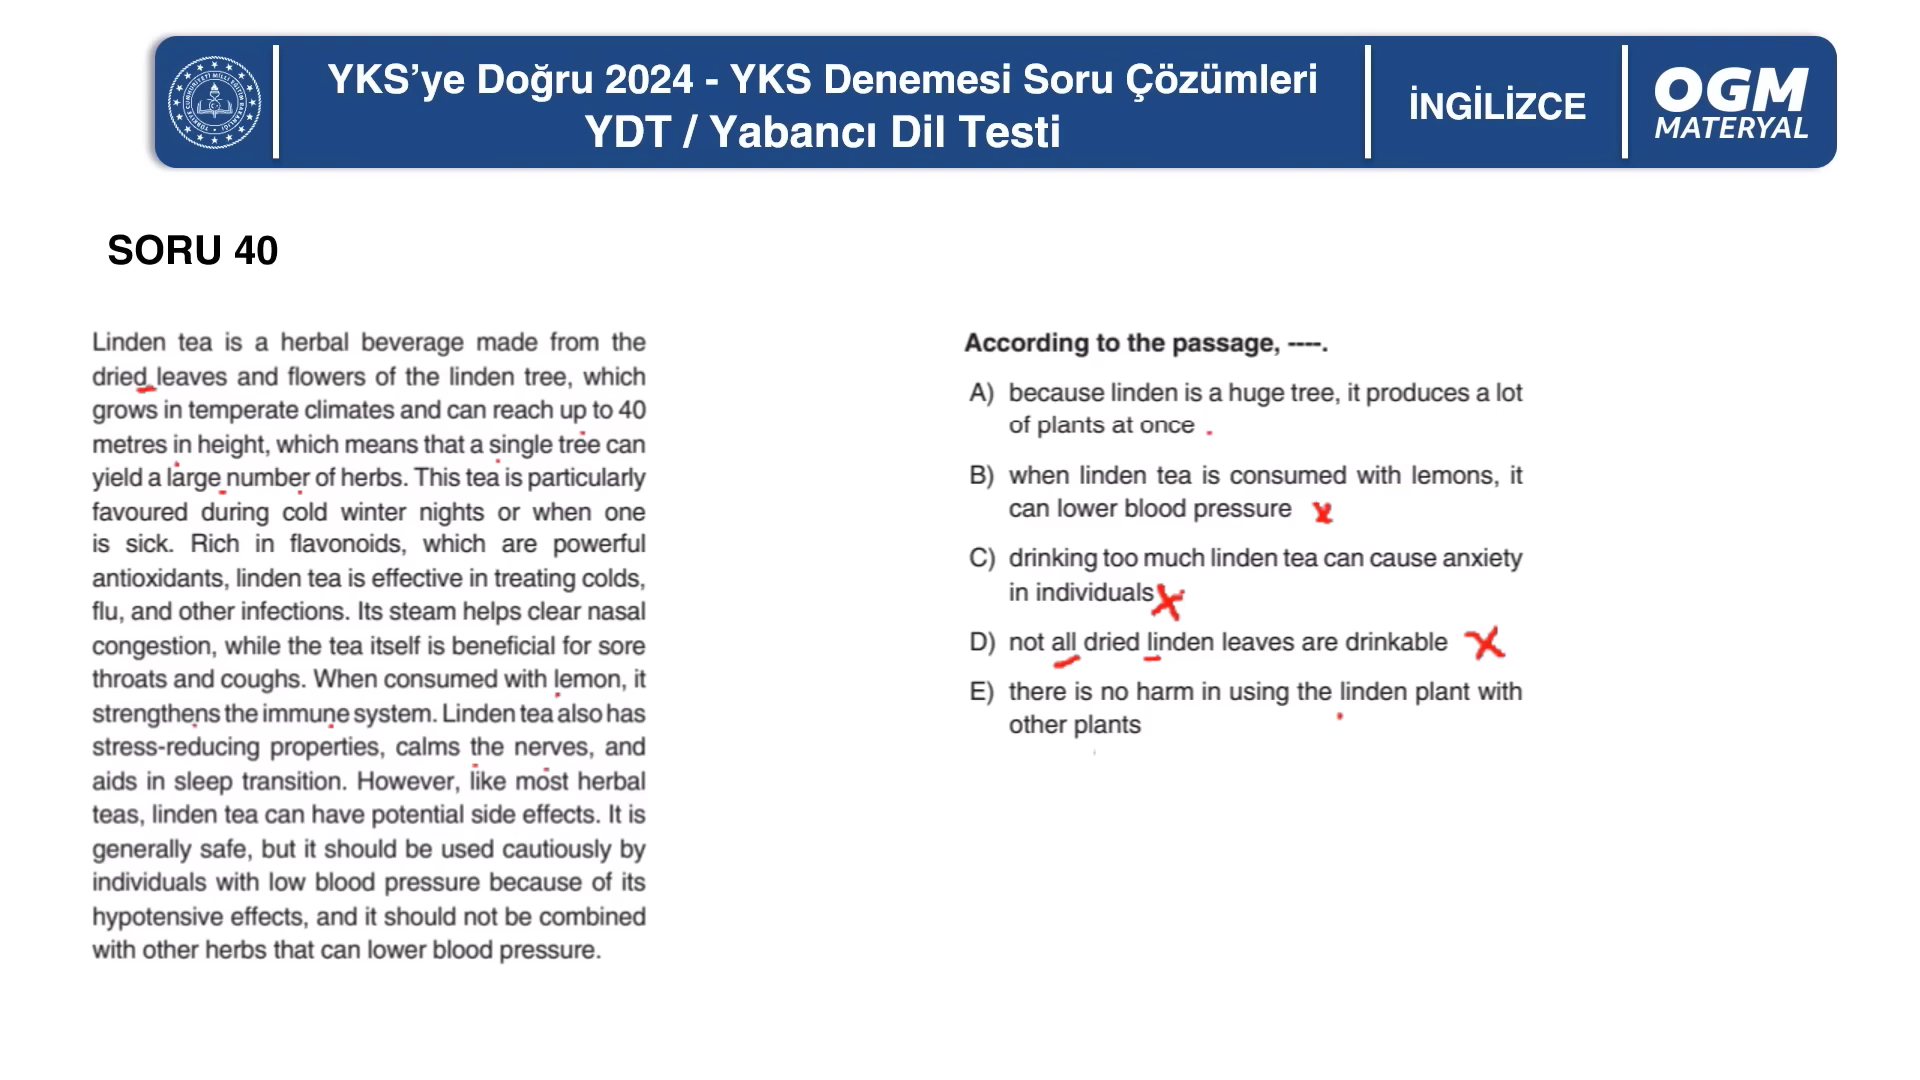 YKS'ye Doğru 2024 - YKS Denemesi Soru Çözümleri
YDT / Yabancı Dil Testi
İNGİLİZCE
OGM
MATERYAL
SORU 40
Linden tea is a herbal beverage made from the
dried leaves and flowers of the linden tree, which
grows in temperate climates and can reach up to 40
metres in height, which means that a single tree can
yield a large number of herbs. This tea is particularly
favoured during cold winter nights or when one
is sick. Rich in flavonoids, which are powerful
antioxidants, linden tea is effective in treating colds,
flu, and other infections. Its steam helps clear nasal
congestion, while the tea itself is beneficial for sore
throats and coughs. When consumed with lemon, it
strengthens the immune system. Linden tea also has
stress-reducing properties, calms the nerves, and
aids in sleep transition. However, like most herbal
teas, linden tea can have potential side effects. It is
generally safe, but it should be used cautiously by
individuals with low blood pressure because of its
hypotensive effects, and it should not be combined
with other herbs that can lower blood pressure.
According to the passage, ----.
A) because linden is a huge tree, it produces a lot
of plants at once
B) when linden tea is consumed with lemons, it
can lower blood pressure
C) drinking too much linden tea can cause anxiety
in individuals
D) not all dried linden leaves are drinkable
E) there is no harm in using the linden plant with
other plants